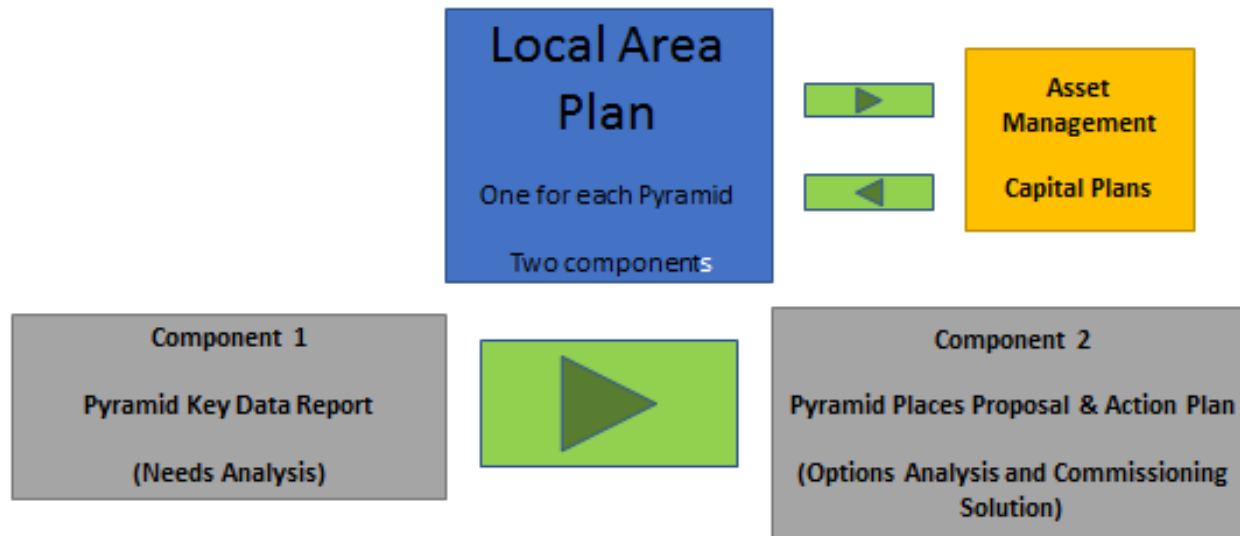 Local Area
Plan
One for each Pyramid
Two components
Asset
Management
Capital Plans
Component 1
Pyramid Key Data Report
(Needs Analysis)
Component 2
Pyramid Places Proposal & Action Plan
(Options Analysis and Commissioning
Solution)